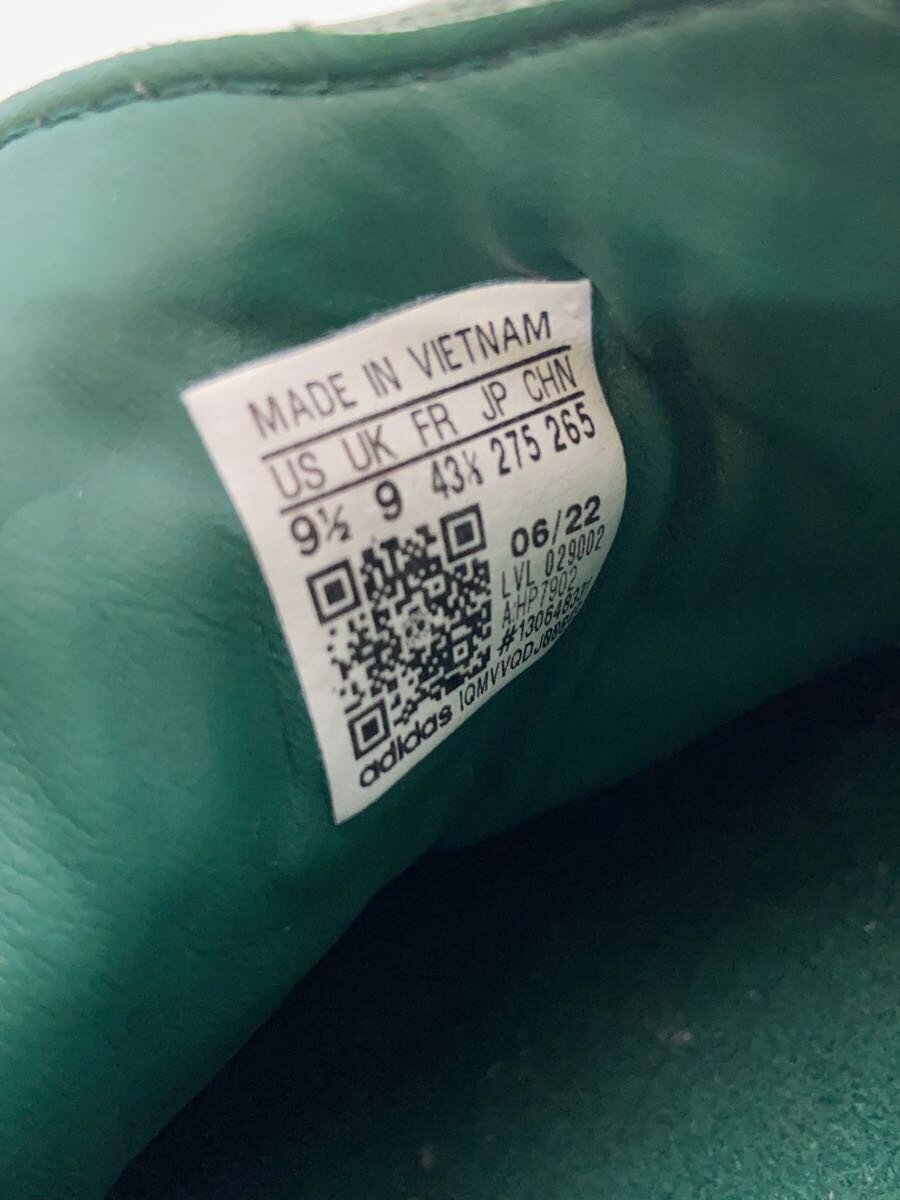 MADE IN VIETNAM
US UK FR JP CHN
9½ 9 43⅓ 275 265
06/22
LVL 029002
A:HP7902
adidas